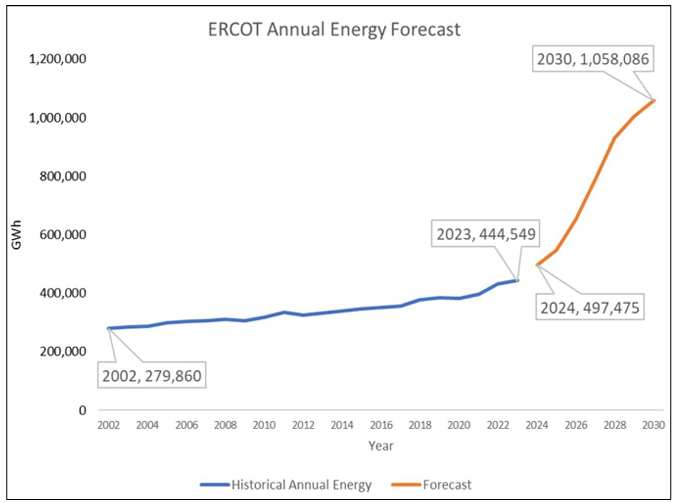 ERCOT Annual Energy Forecast
1,200,000
1,000,000
800,000
600,000
400,000
200,000
0
GWh
2030, 1,058,086
2023, 444,549
2024, 497,475
2002, 279,860
2002 2004 2006 2008 2010 2012 2014 2016 2018 2020 2022 2024 2026 2028 2030
Year
Historical Annual Energy Forecast